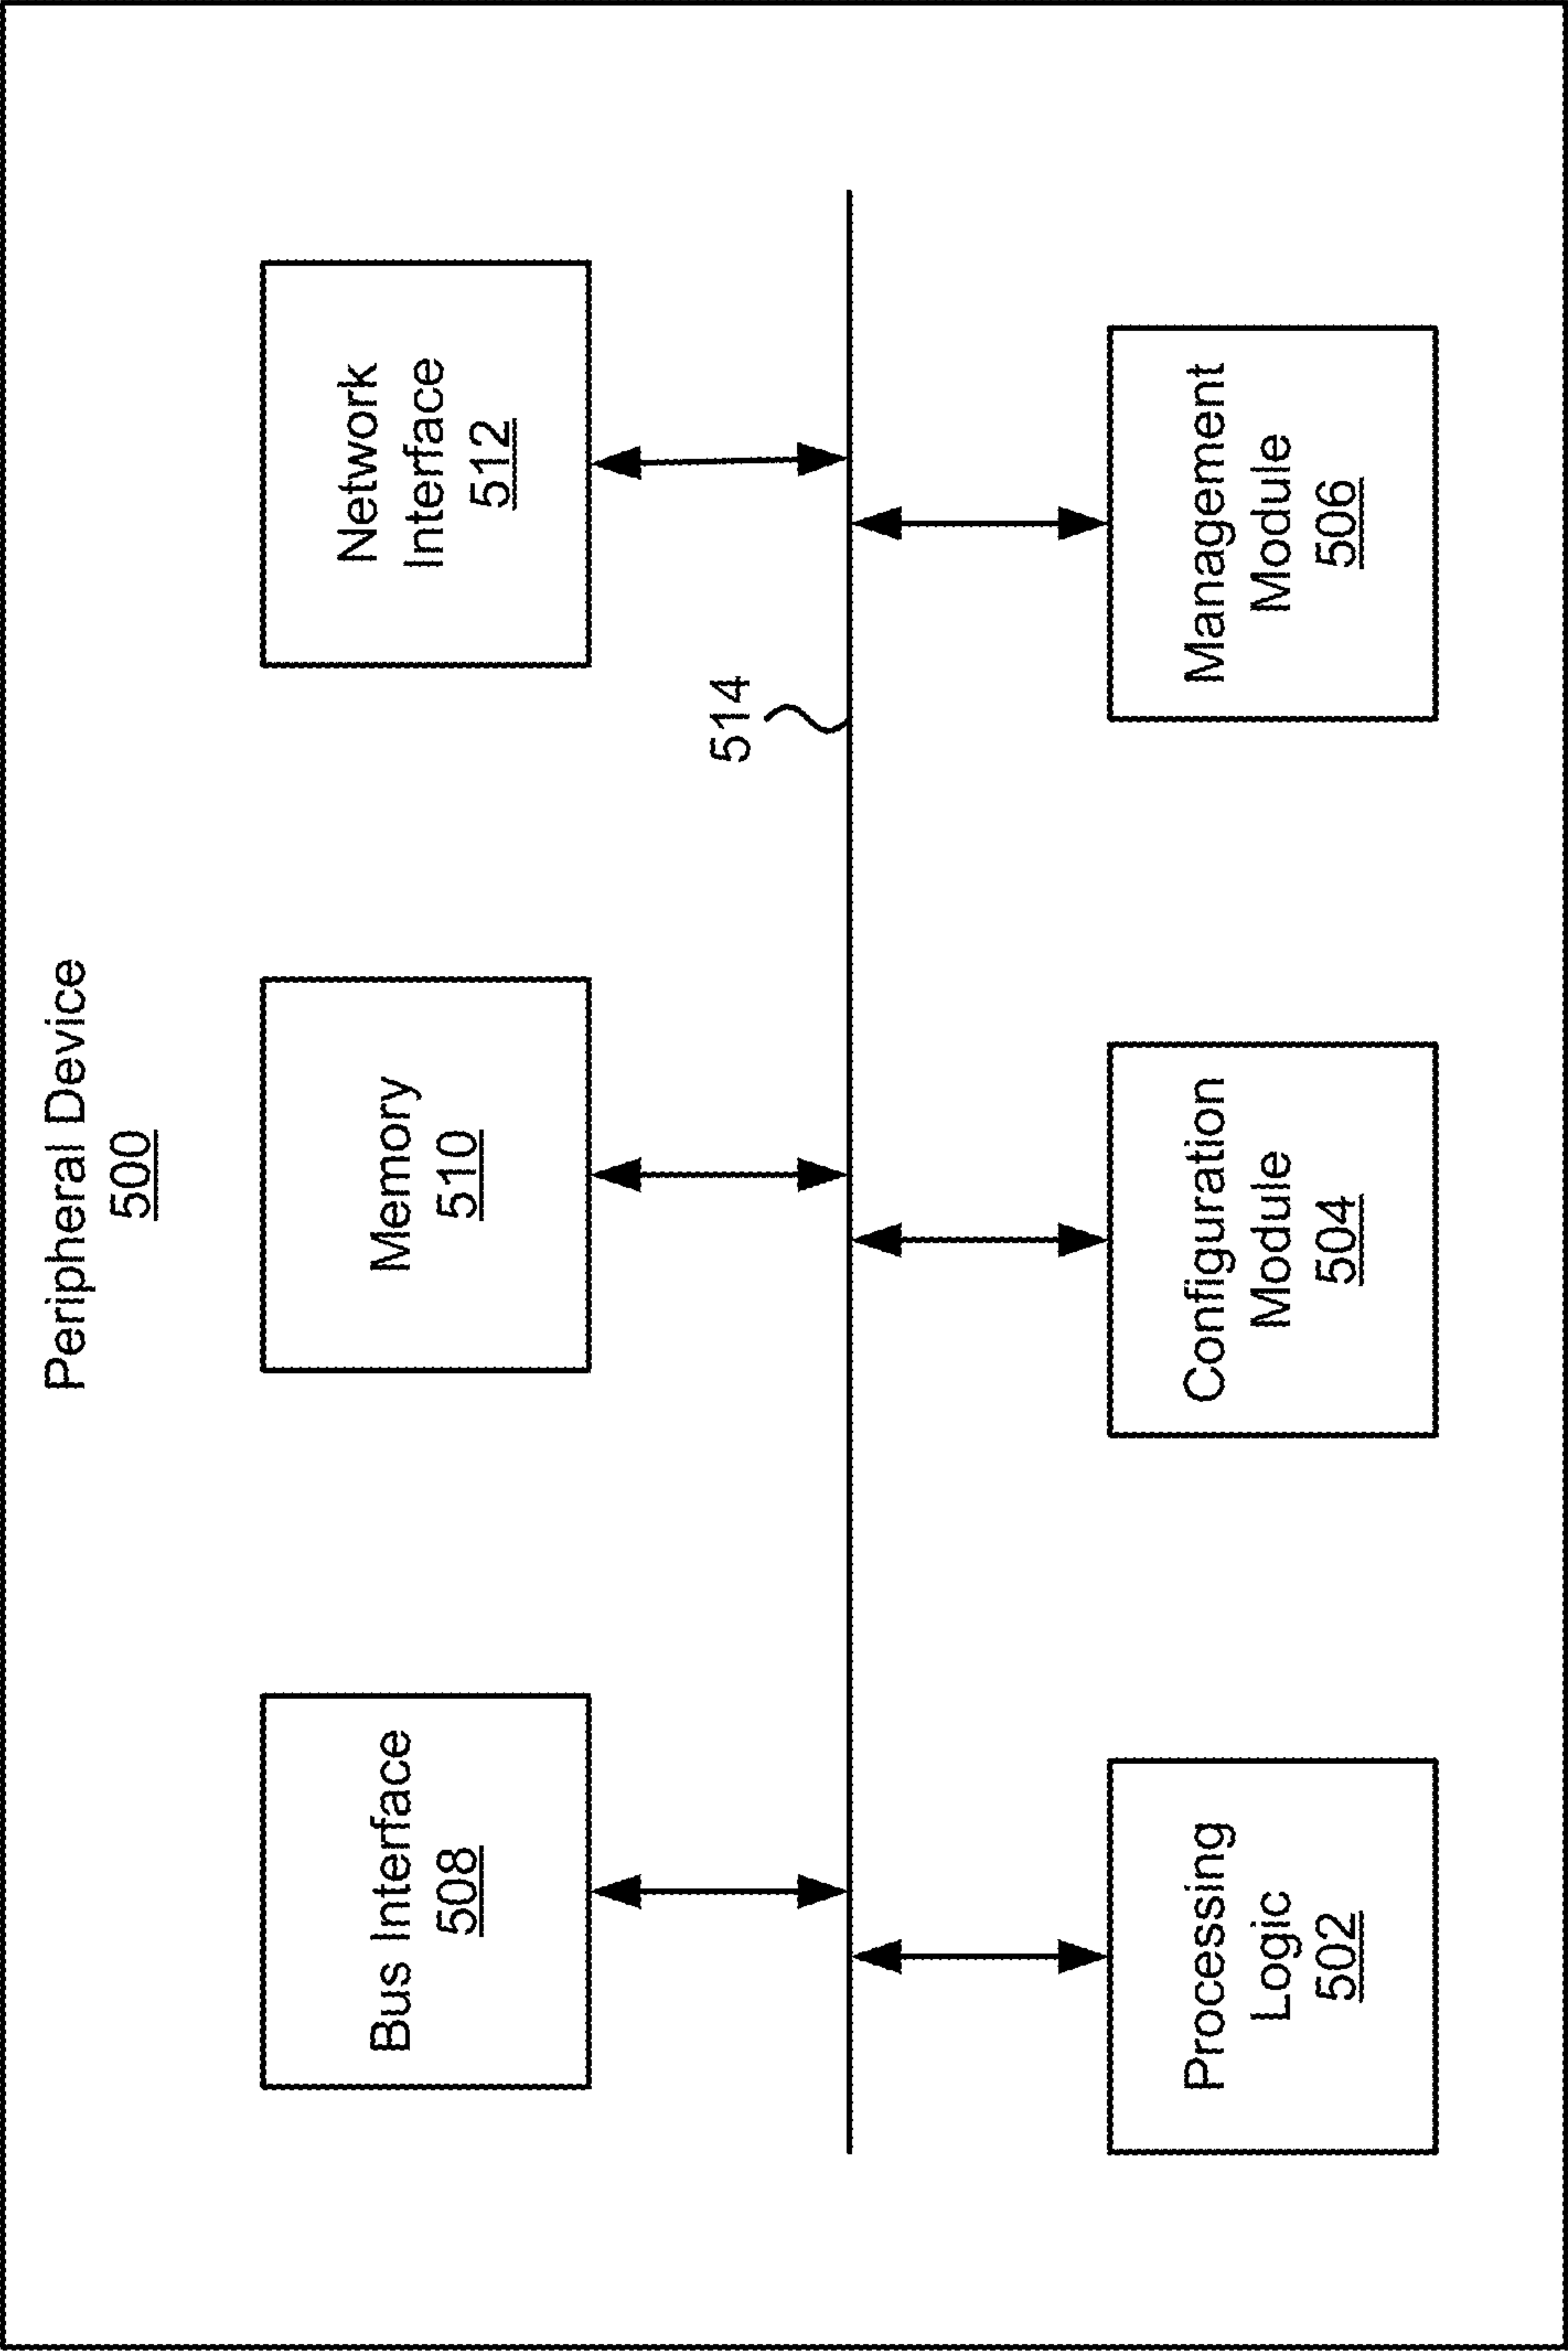 Peripheral Device
500
Bus Interface
508
Memory
510
Network
Interface
512
514
Processing
Logic
502
Configuration
Module
504
Management
Module
506